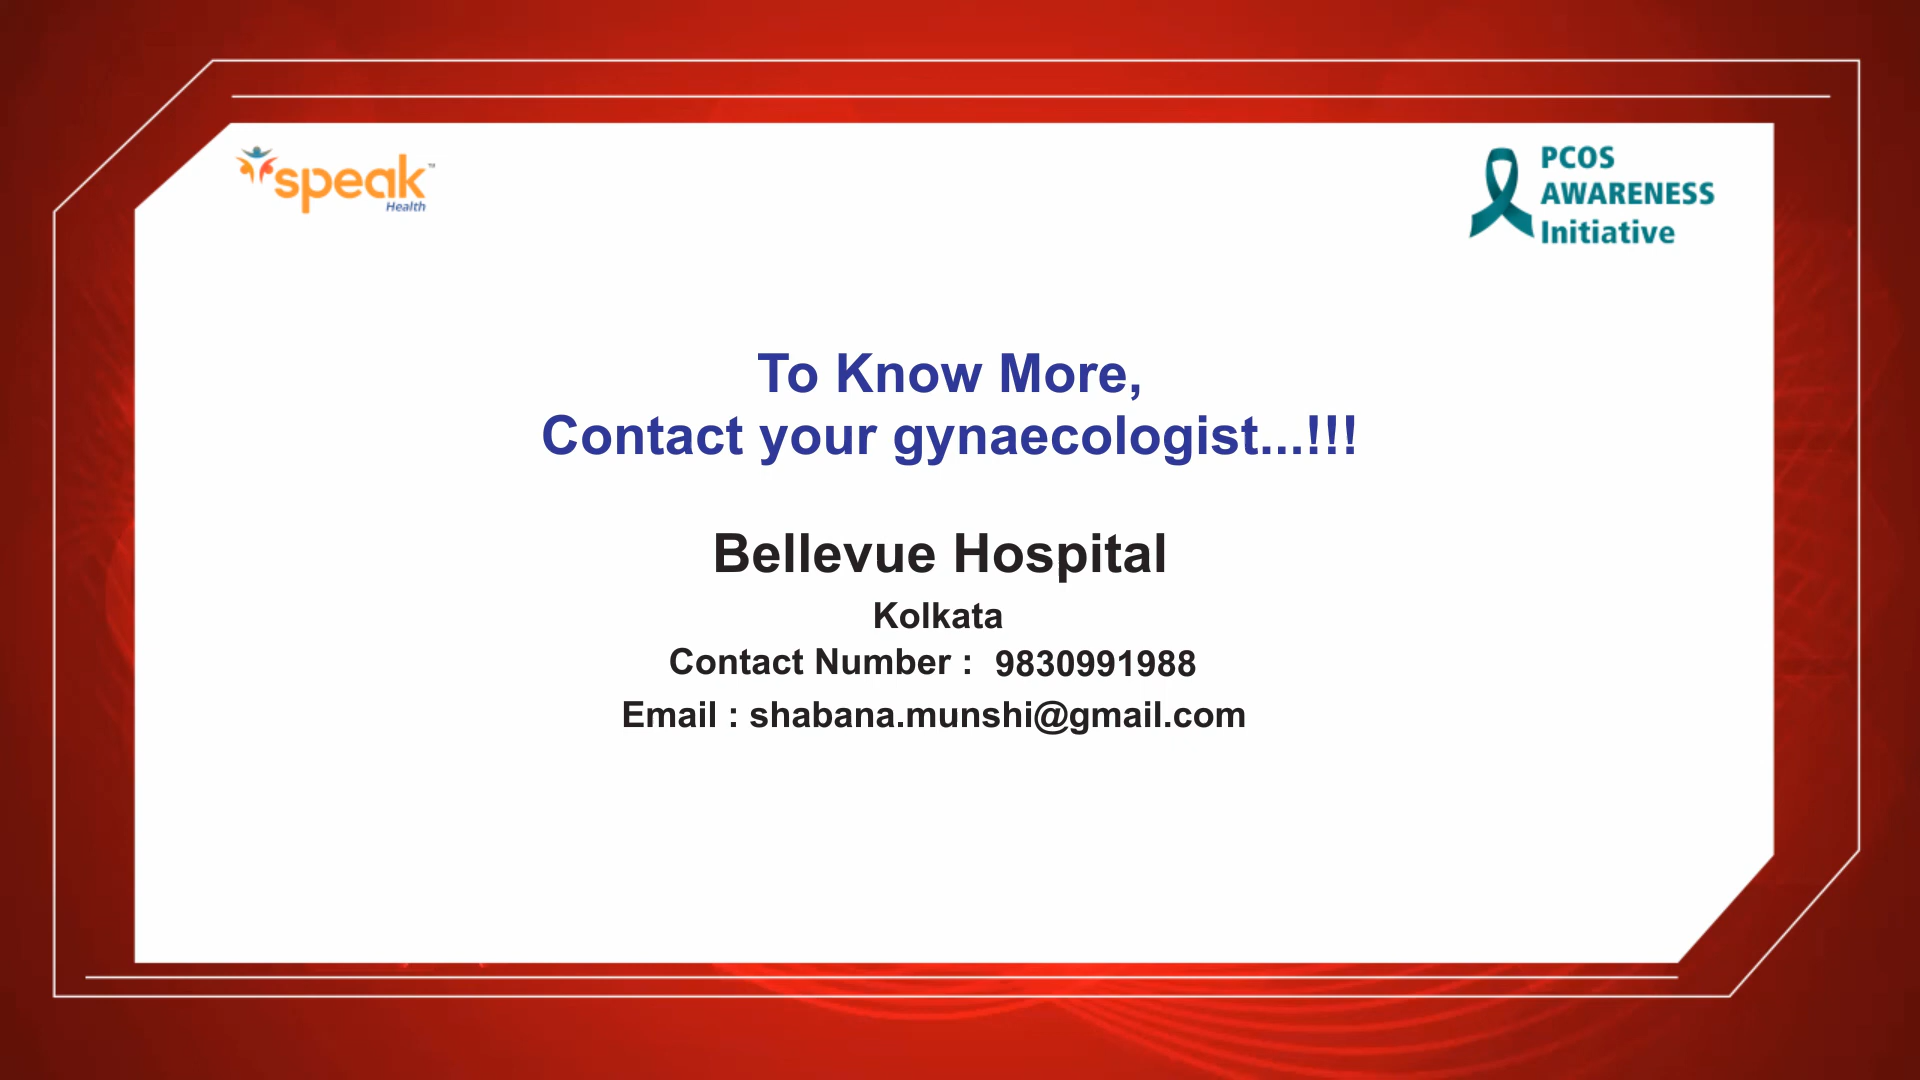 speak™
Health
PCOS
AWARENESS
Initiative
To Know More,
Contact your gynaecologist...!!!
Bellevue Hospital
Kolkata
Contact Number : 9830991988
Email : shabana.munshi@gmail.com